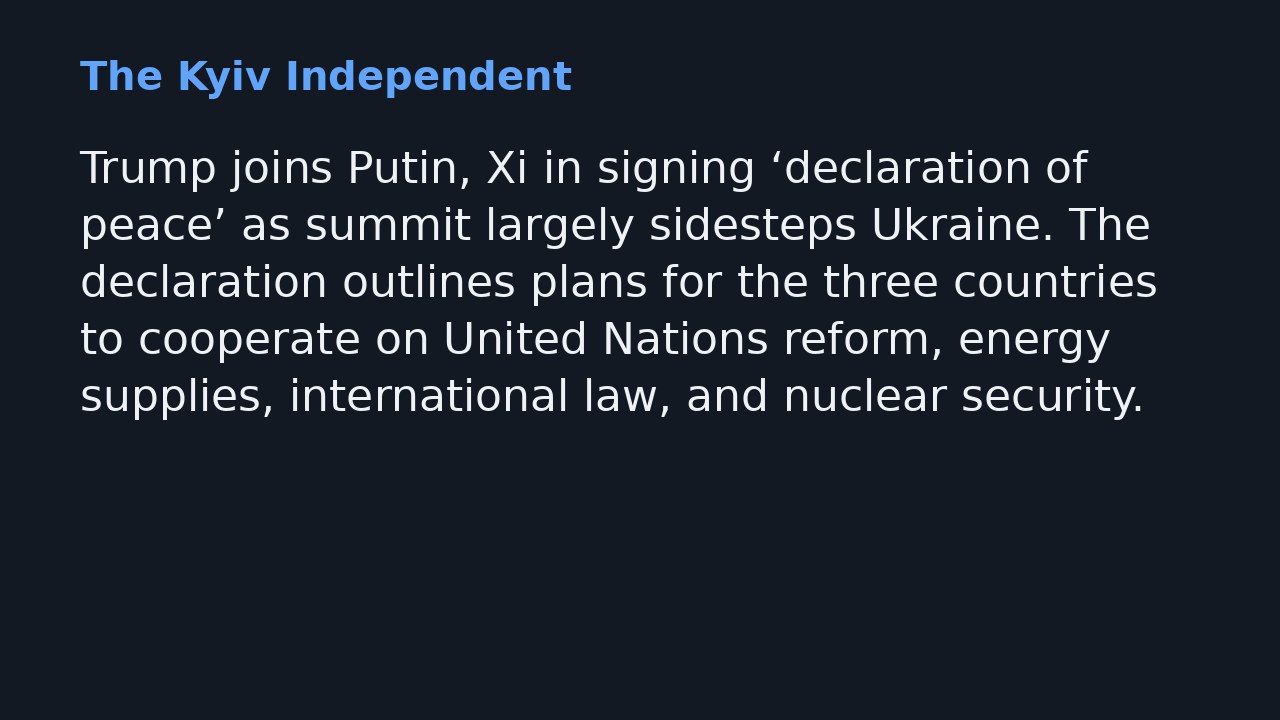 The Kyiv Independent
Trump joins Putin, Xi in signing ‘declaration of
peace’ as summit largely sidesteps Ukraine. The
declaration outlines plans for the three countries
to cooperate on United Nations reform, energy
supplies, international law, and nuclear security.